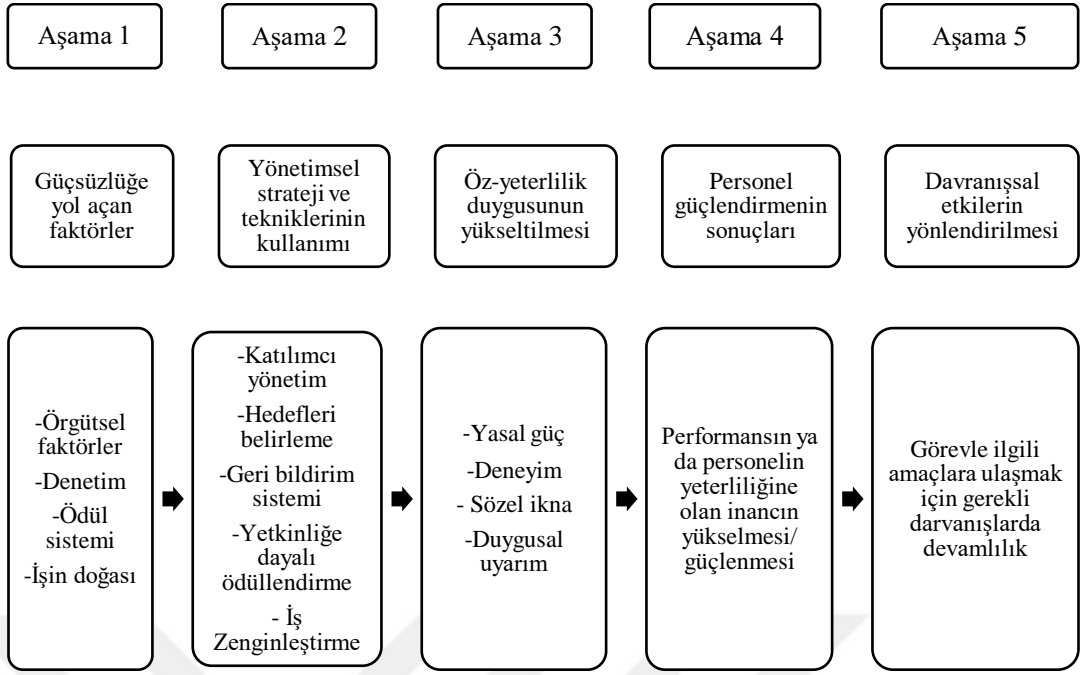 Aşama 1
Aşama 2
Aşama 3
Aşama 4
Aşama 5
Güçsüzlüğe
yol açan
faktörler
Yönetimsel
strateji ve
tekniklerinin
kullanımı
Öz-yeterlilik
duygusunun
yükseltilmesi
Personel
güçlendirmenin
sonuçları
Davranışsal
etkilerin
yönlendirilmesi
-Örgütsel
faktörler
-Denetim
-Ödül
sistemi
-İşin doğası
-Katılımcı
yönetim
-Hedefleri
belirleme
-Geri bildirim
sistemi
-Yetkinliğe
dayalı
ödüllendirme
- İş
Zenginleştirme
-Yasal güç
-Deneyim
- Sözel ikna
-Duygusal
uyarım
Performansın ya
da personelin
yeterliliğine
olan inancın
yükselmesi/
güçlenmesi
Görevle ilgili
amaçlara ulaşmak
için gerekli
darvanışlarda
devamlılık